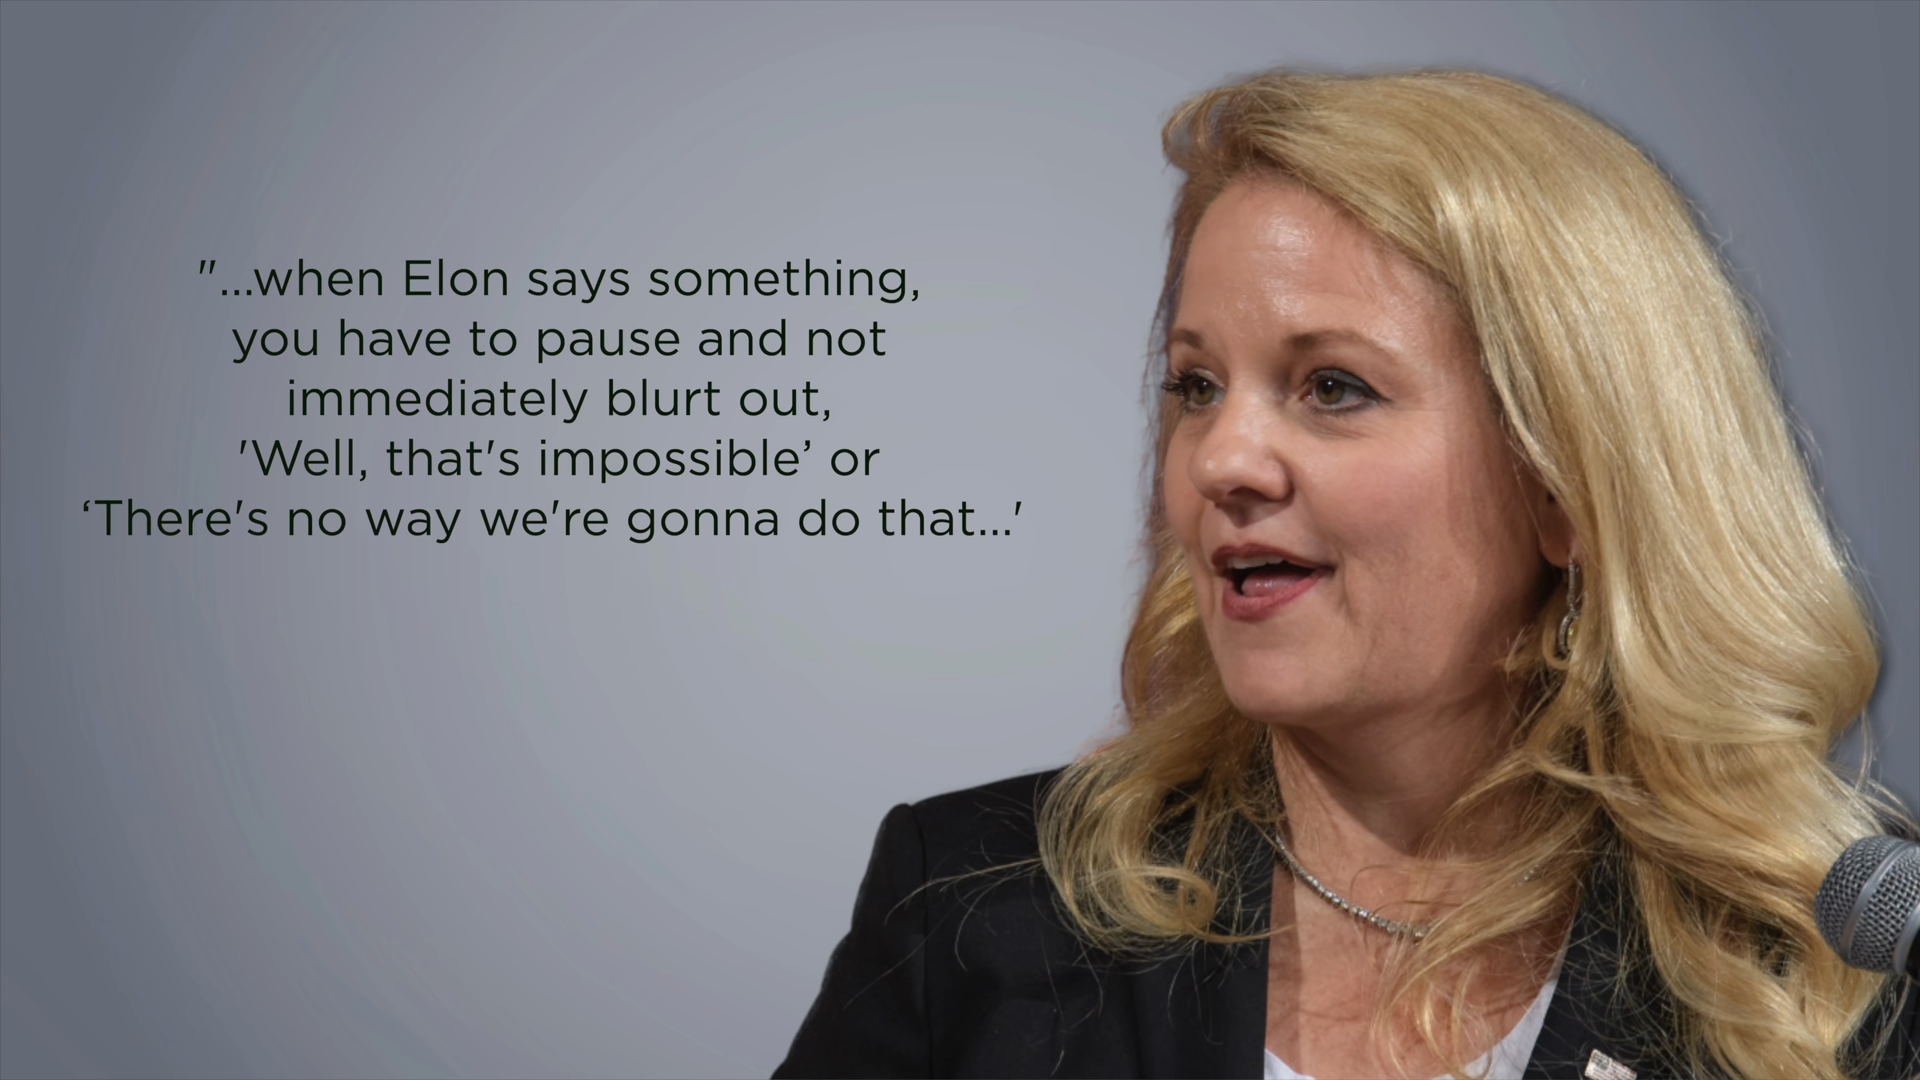 "...when Elon says something,
you have to pause and not
immediately blurt out,
'Well, that's impossible’ or
‘There's no way we're gonna do that...'